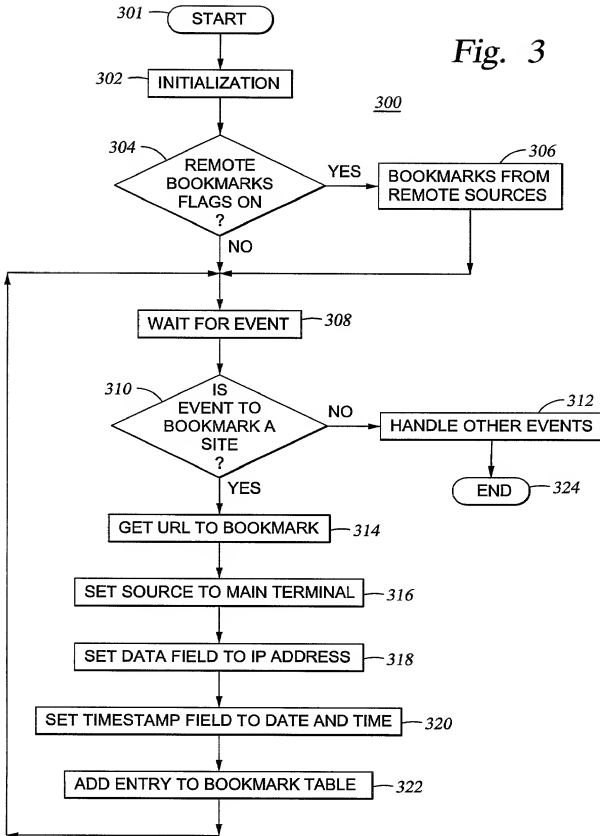 301
START
Fig. 3
302
INITIALIZATION
300
304
REMOTE
BOOKMARKS
FLAGS ON
?
YES
306
BOOKMARKS FROM
REMOTE SOURCES
NO
WAIT FOR EVENT
308
310
IS
EVENT TO
BOOKMARK A
SITE
?
NO
312
HANDLE OTHER EVENTS
END
324
YES
GET URL TO BOOKMARK
314
SET SOURCE TO MAIN TERMINAL
316
SET DATA FIELD TO IP ADDRESS
318
SET TIMESTAMP FIELD TO DATE AND TIME
320
ADD ENTRY TO BOOKMARK TABLE
322